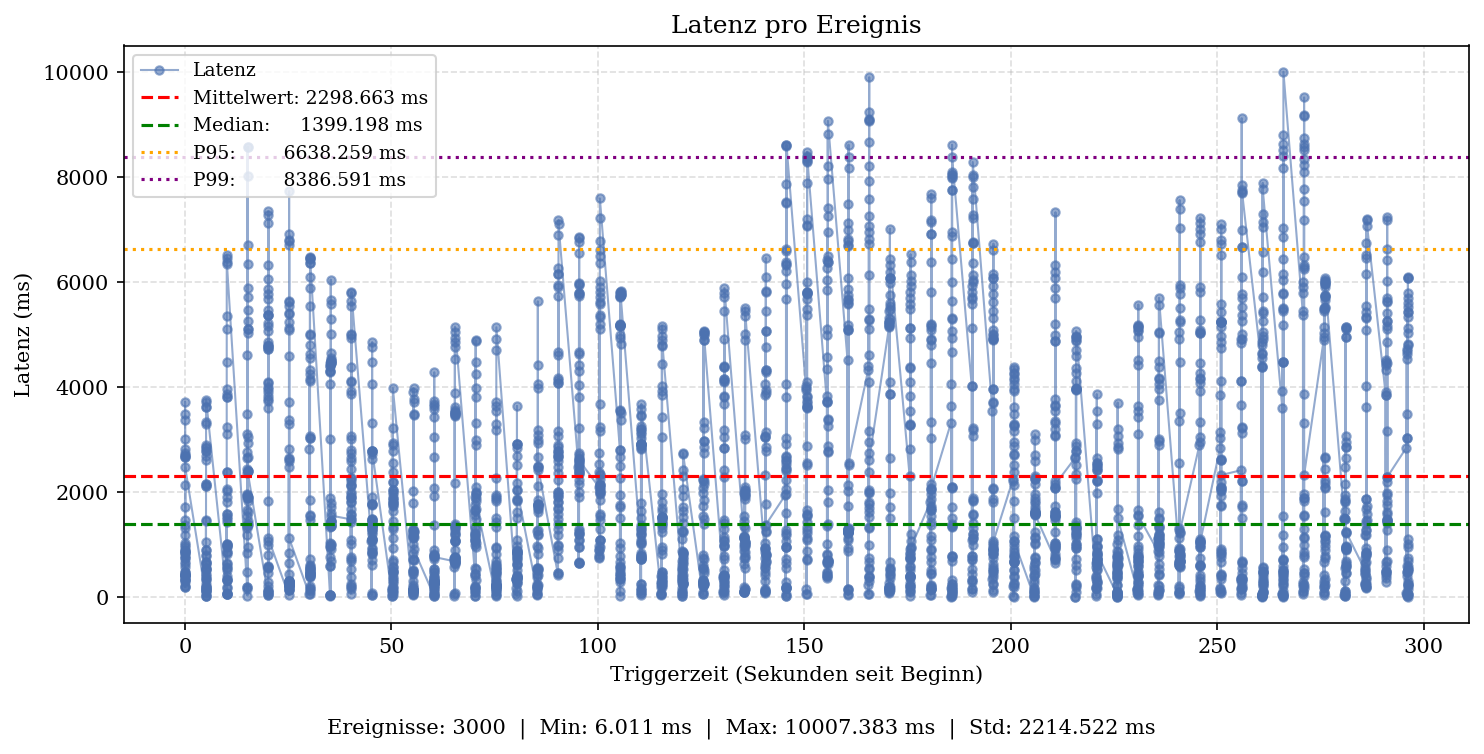 Latenz pro Ereignis
Latenz (ms)
10000
8000
6000
4000
2000
0
Latenz
Mittelwert: 2298.663 ms
Median: 1399.198 ms
P95: 6638.259 ms
P99: 8386.591 ms
0 50 100 150 200 250 300
Triggerzeit (Sekunden seit Beginn)
Ereignisse: 3000 | Min: 6.011 ms | Max: 10007.383 ms | Std: 2214.522 ms